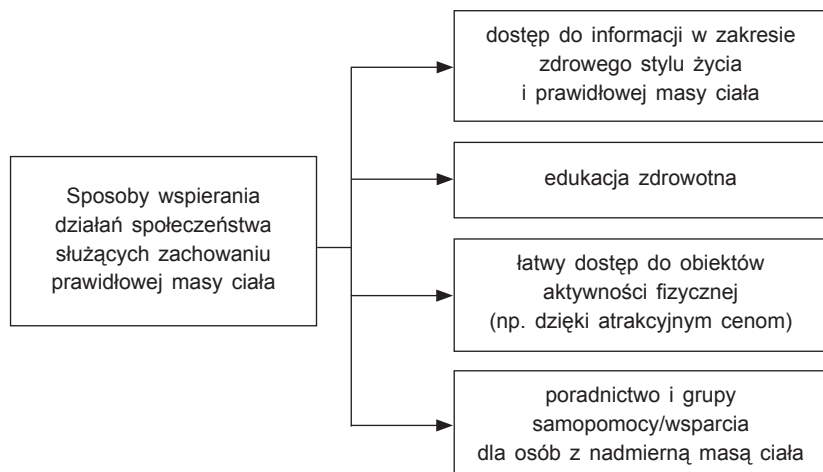 Sposoby wspierania
działań społeczeństwa
służących zachowaniu
prawidłowej masy ciała
dostęp do informacji w zakresie
zdrowego stylu życia
i prawidłowej masy ciała
edukacja zdrowotna
łatwy dostęp do obiektów
aktywności fizycznej
(np. dzięki atrakcyjnym cenom)
poradnictwo i grupy
samopomocy/wsparcia
dla osób z nadmierną masą ciała